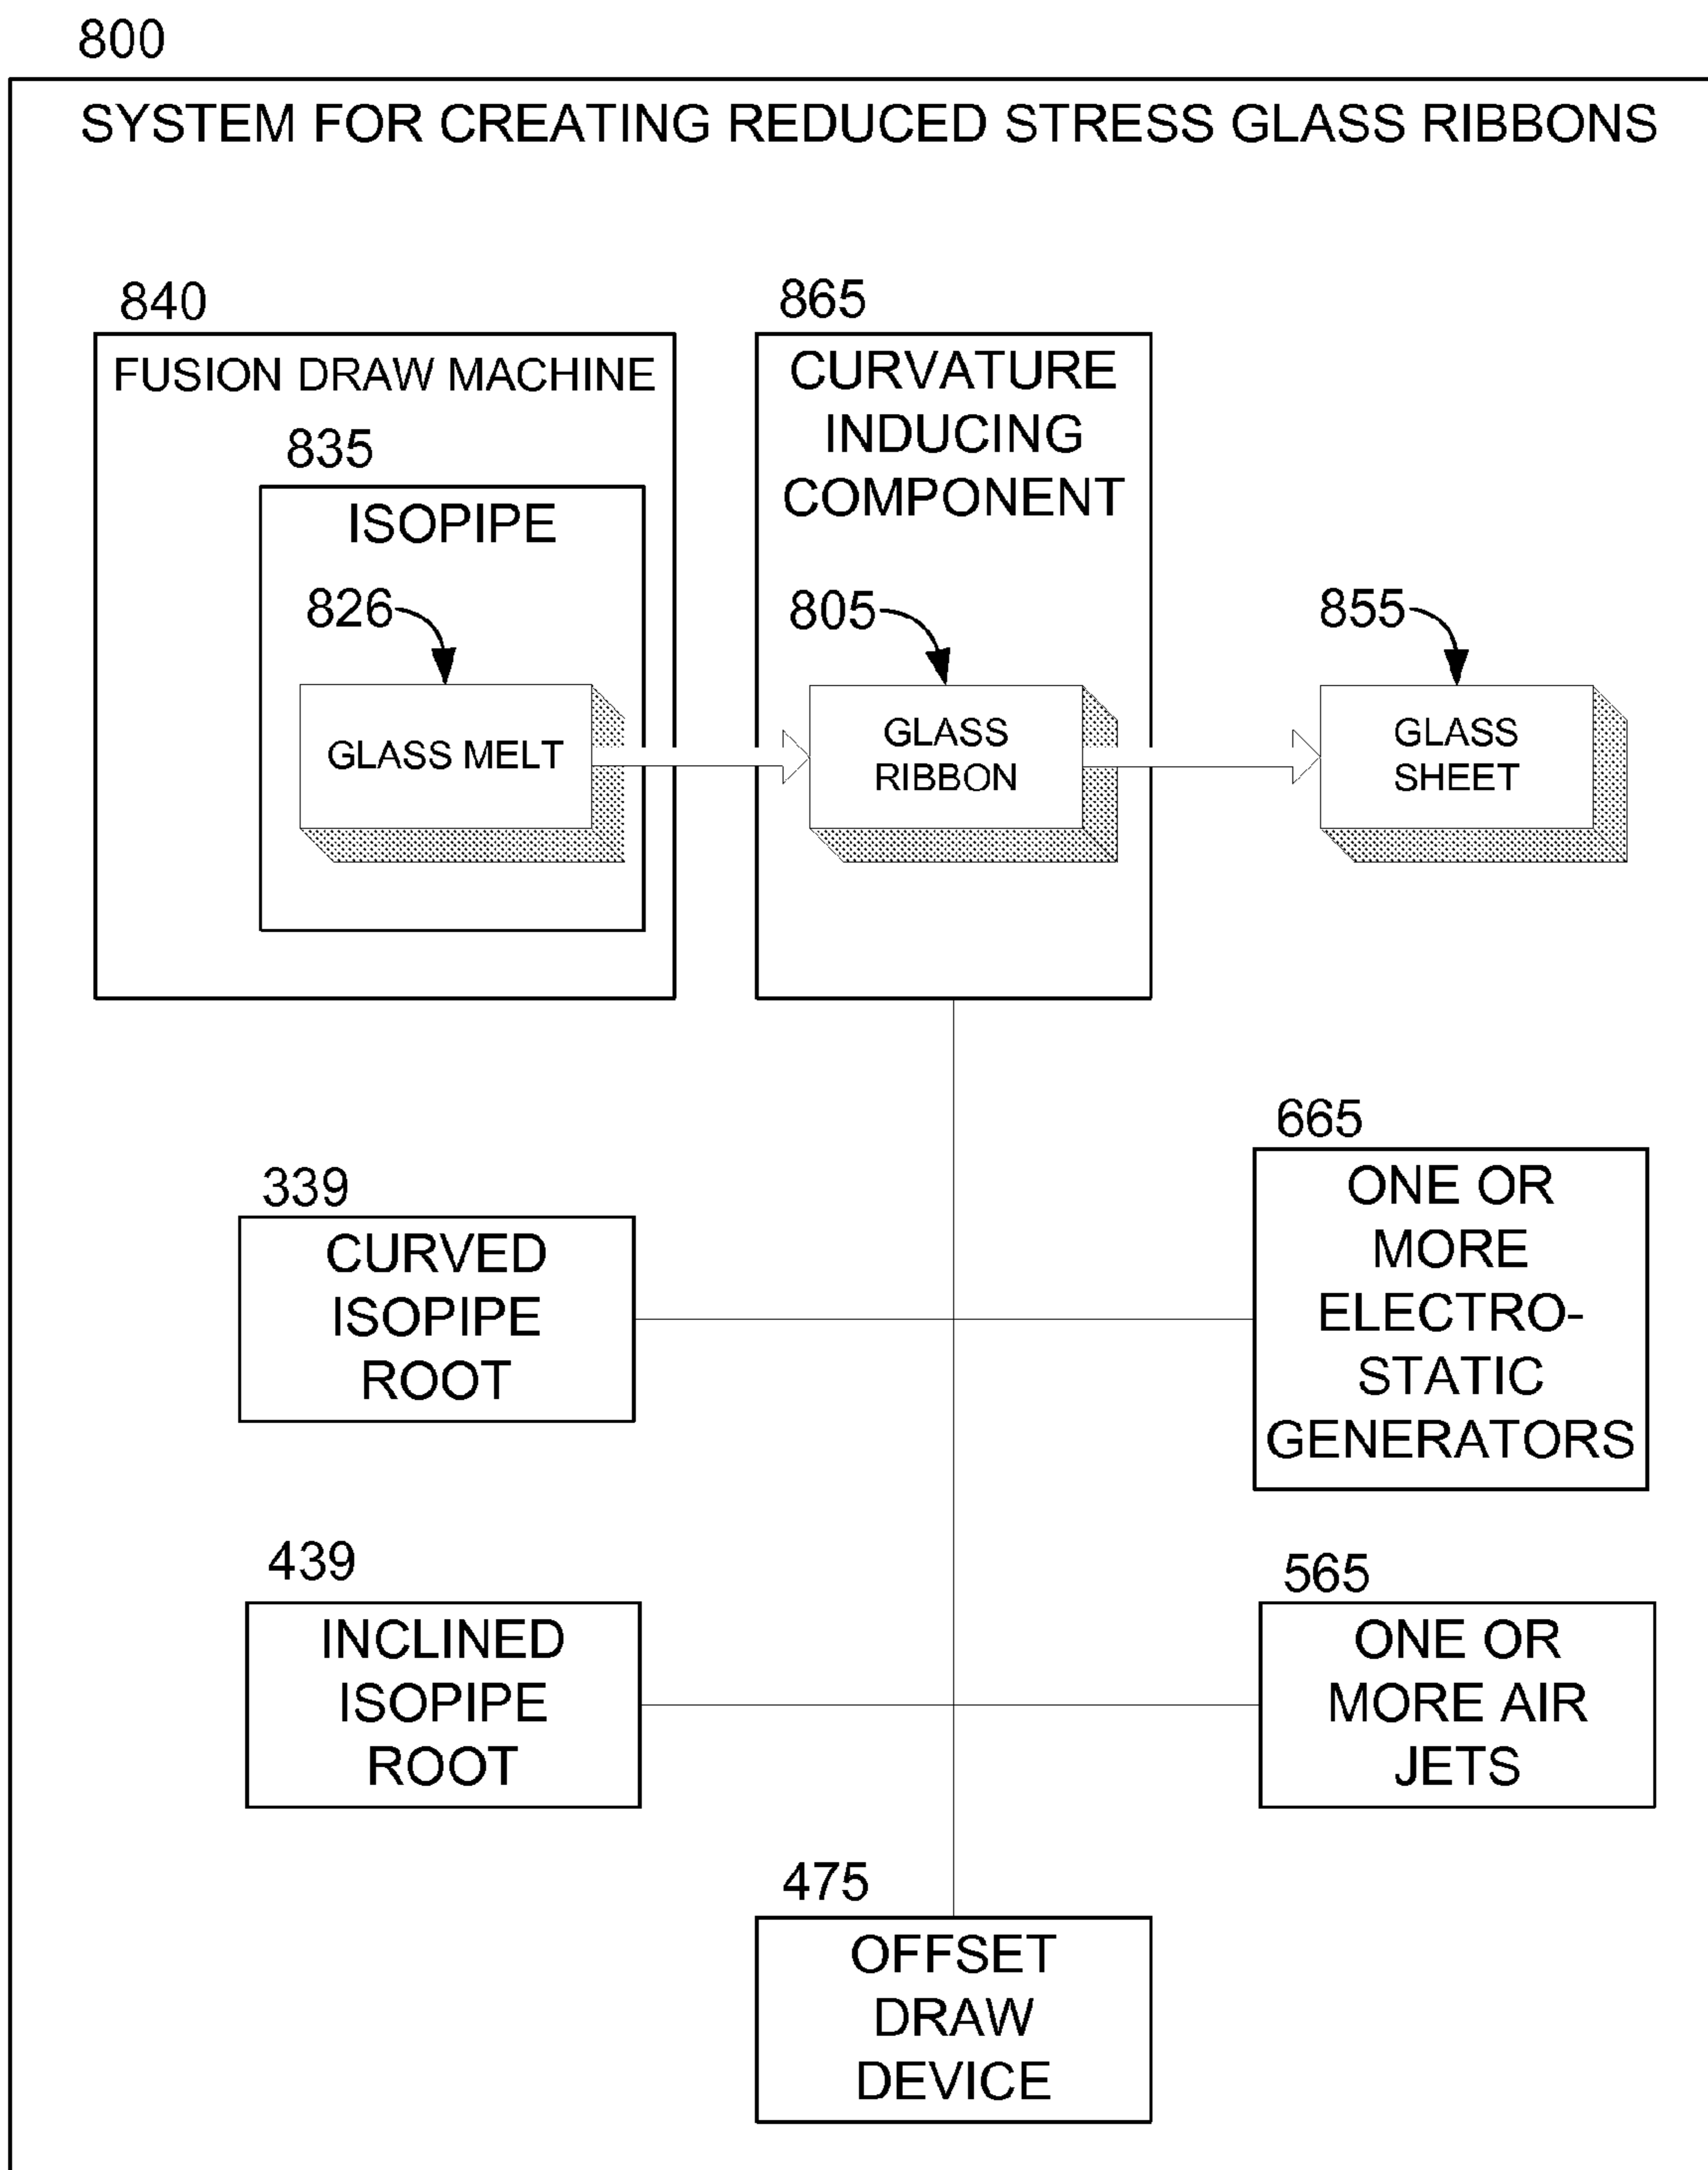 800
SYSTEM FOR CREATING REDUCED STRESS GLASS RIBBONS
840
FUSION DRAW MACHINE
835
ISOPIPE
826
GLASS MELT
865
CURVATURE
INDUCING
COMPONENT
805
GLASS
RIBBON
855
GLASS
SHEET
339
CURVED
ISOPIPE
ROOT
665
ONE OR
MORE
ELECTRO-
STATIC
GENERATORS
439
INCLINED
ISOPIPE
ROOT
565
ONE OR
MORE AIR
JETS
475
OFFSET
DRAW
DEVICE